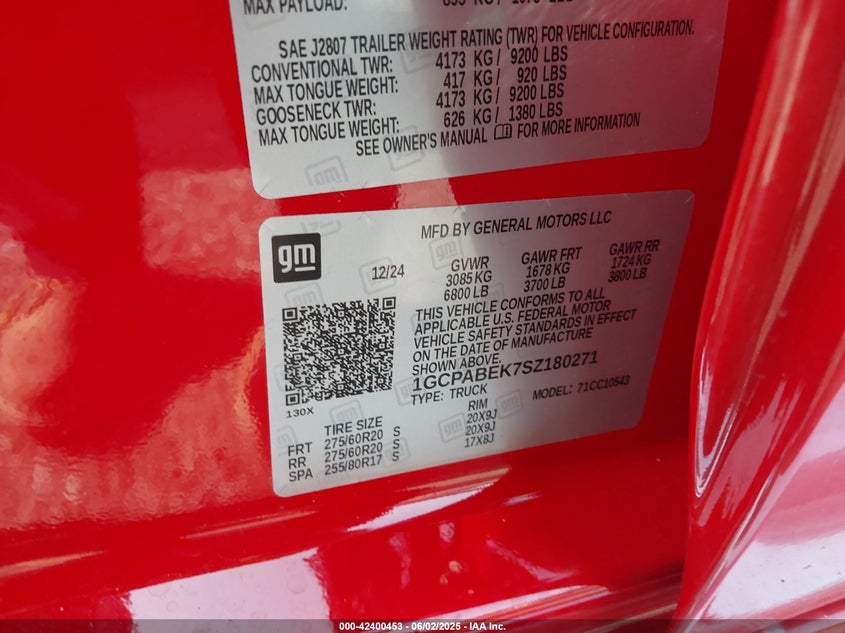 MAX PAYLOAD:
SAE J2807 TRAILER WEIGHT RATING (TWR) FOR VEHICLE CONFIGURATION.
CONVENTIONAL TWR: 4173 KG / 9200 LBS
MAX TONGUE WEIGHT: 417 KG / 920 LBS
GOOSENECK TWR: 4173 KG / 9200 LBS
MAX TONGUE WEIGHT: 626 KG / 1380 LBS
SEE OWNER'S MANUAL FOR MORE INFORMATION
gm
MFD BY GENERAL MOTORS LLC
12/24 GVWR GAWR FRT GAWR RR
3085 KG 1678 KG 1724 KG
6800 LB 3700 LB 3800 LB
THIS VEHICLE CONFORMS TO ALL
APPLICABLE U.S. FEDERAL MOTOR
VEHICLE SAFETY STANDARDS IN EFFECT
ON THE DATE OF MANUFACTURE
SHOWN ABOVE.
1GCPABEK7SZ180271
TYPE: TRUCK MODEL: 71CC10543
130X
TIRE SIZE RIM
FRT 275/60R20 S 20X9J
RR 275/60R20 S 20X9J
SPA 255/80R17 S 17X8J
000-42400453 - 06/02/2025 - IAA Inc.